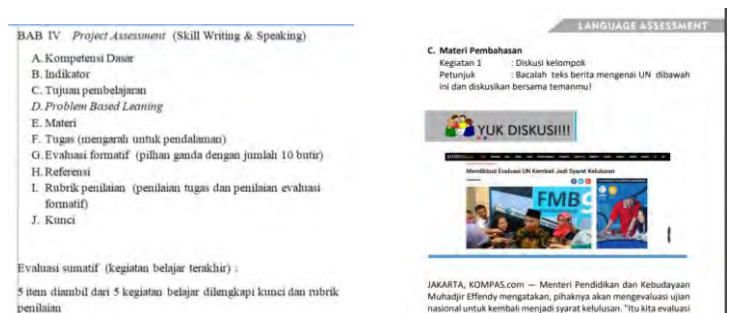 BAB IV Project Assessment (Skill Writing & Speaking)
A. Kompetensi Dasar
B. Indikator
C. Tujuan pembelajaran
D. Problem Based Leaning
E. Materi
F. Tugas (mengarah untuk pendalaman)
G. Evaluasi formatif (pilhan ganda dengan jumlah 10 butir)
H. Referensi
I. Rubrik penilaian (penilaian tugas dan penilaian evaluasi
formatif)
J. Kunci
Evaluasi sumatif (kegiatan belajar terakhir) :
5 item diambil dari 5 kegiatan belajar dilengkapi kunci dan rubrik
penilaian
LANGUAGE ASSESSMENT
C. Materi Pembahasan
Kegiatan 1 : Diskusi kelompok
Petunjuk : Bacalah teks berita mengenai UN dibawah
ini dan diskusikan bersama temanmu!
YUK DISKUSI!!!
Mendikbud Evaluasi UN Kembali Jadi Syarat Kelulusan
FMB
JAKARTA, KOMPAS.com — Menteri Pendidikan dan Kebudayaan
Muhadjir Effendy mengatakan, pihaknya akan mengevaluasi ujian
nasional untuk kembali menjadi syarat kelulusan. "Itu kita evaluasi